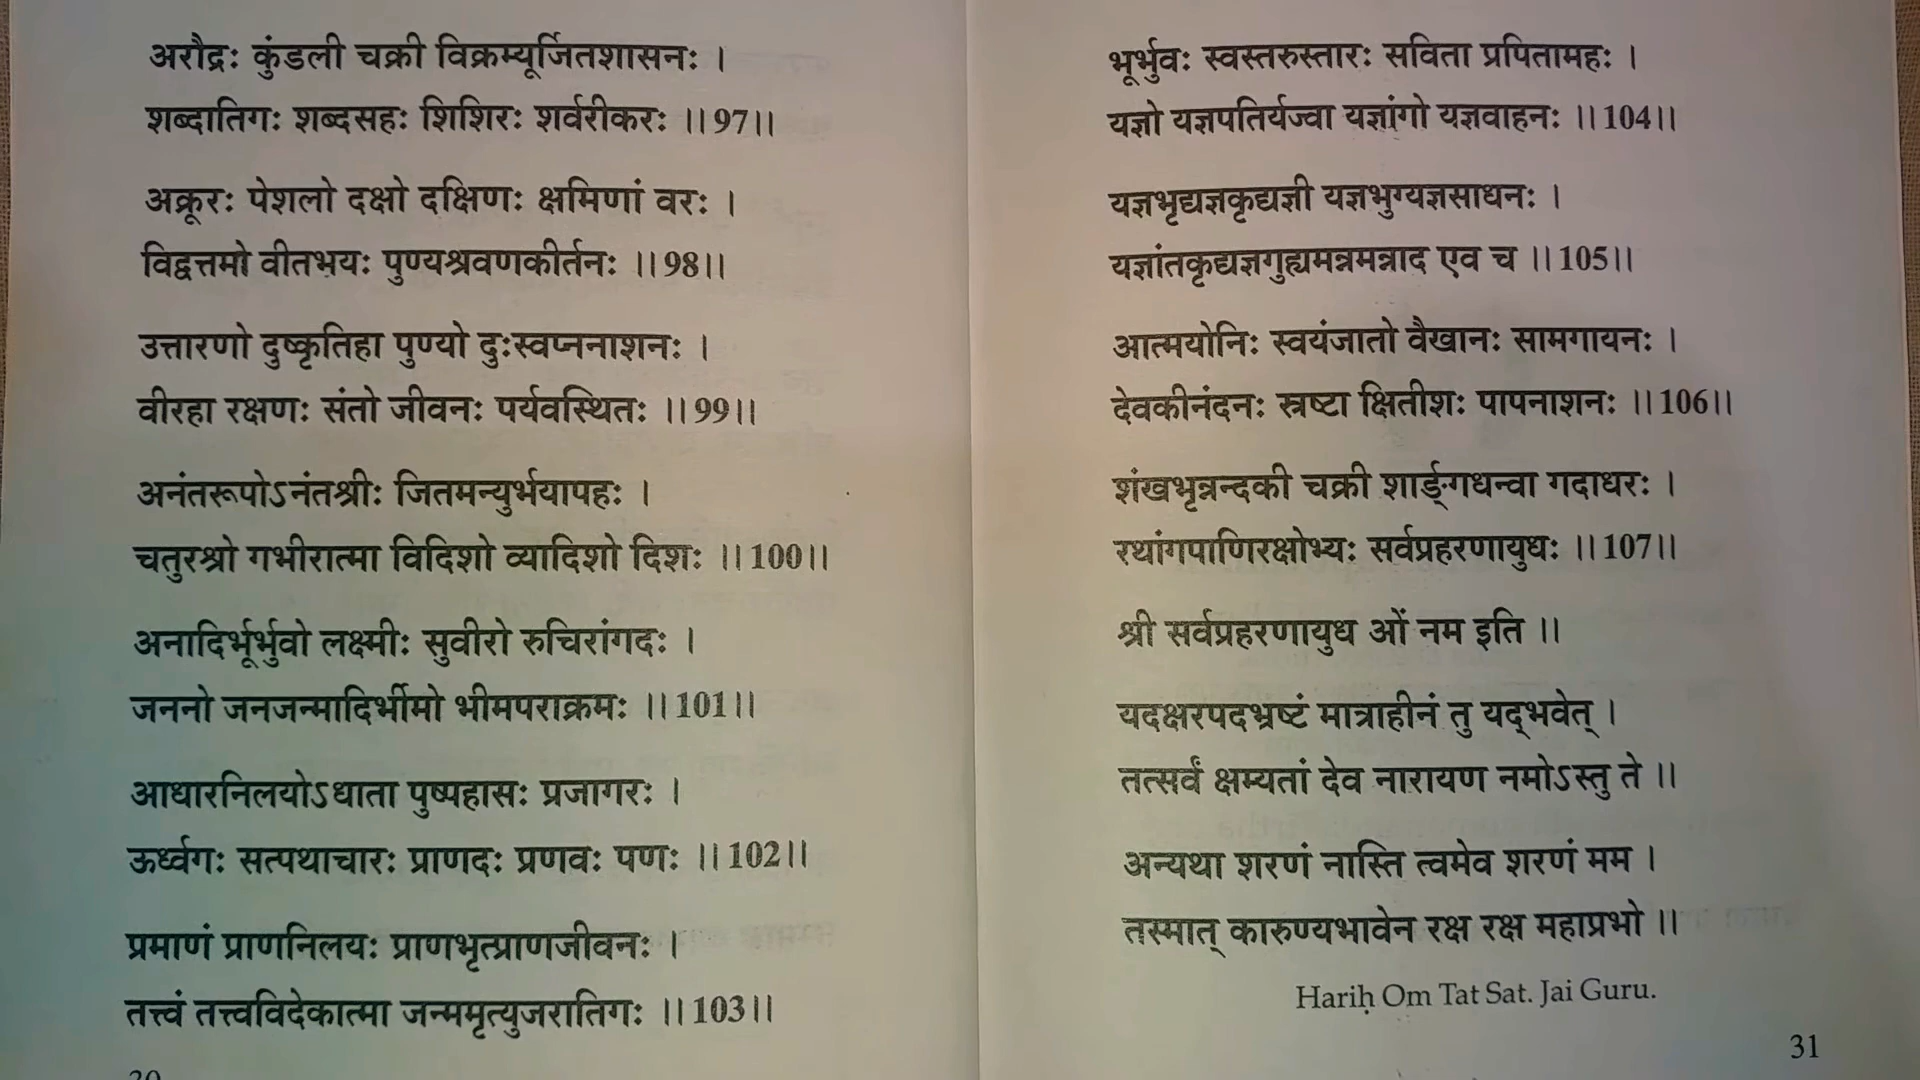 अरौद्रः कुंडली चक्री विक्रम्यूर्जितशासनः ।
शब्दातिगः शब्दसहः शिशिरः शर्वरीकरः ।।97।।
अक्रूरः पेशलो दक्षो दक्षिणः क्षमिणां वरः ।
विद्वत्तमो वीतभयः पुण्यश्रवणकीर्तनः ।।98।।
उत्तारणो दुष्कृतिहा पुण्यो दुःस्वप्ननाशनः ।
वीरहा रक्षणः संतो जीवनः पर्यवस्थितः ।।99।।
अनंतरूपोऽनंतश्रीः जितमन्युर्भयापहः ।
चतुरश्रो गभीरात्मा विदिशो व्यादिशो दिशः ।।100।।
अनादिर्भूर्भुवो लक्ष्मीः सुवीरो रुचिरांगदः ।
जननो जनजन्मादिर्भीमो भीमपराक्रमः ।।101।।
आधारनिलयोऽधाता पुष्पहासः प्रजागरः ।
ऊर्ध्वगः सत्पथाचारः प्राणदः प्रणवः पणः ।।102।।
प्रमाणं प्राणनिलयः प्राणभृत्प्राणजीवनः ।
तत्त्वं तत्त्वविदेकात्मा जन्ममृत्युजरातिगः ।।103।।
भूर्भुवः स्वस्तरुस्तारः सविता प्रपितामहः ।
यज्ञो यज्ञपतिर्यज्वा यज्ञांगो यज्ञवाहनः ।।104।।
यज्ञभृद्यज्ञकृद्यज्ञी यज्ञभुग्यज्ञसाधनः ।
यज्ञांतकृद्यज्ञगुह्यमन्नमन्नाद एव च ।।105।।
आत्मयोनिः स्वयंजातो वैखानः सामगायनः ।
देवकीनंदनः स्रष्टा क्षितीशः पापनाशनः ।।106।।
शंखभृन्नन्दकी चक्री शार्ङ्गधन्वा गदाधरः ।
रथांगपाणिरक्षोभ्यः सर्वप्रहरणायुधः ।।107।।
श्री सर्वप्रहरणायुध ओं नम इति ।।
यदक्षरपदभ्रष्टं मात्राहीनं तु यद्भवेत् ।
तत्सर्वं क्षम्यतां देव नारायण नमोऽस्तु ते ।।
अन्यथा शरणं नास्ति त्वमेव शरणं मम ।
तस्मात् कारुण्यभावेन रक्ष रक्ष महाप्रभो ।।
Hariḥ Om Tat Sat. Jai Guru.
31